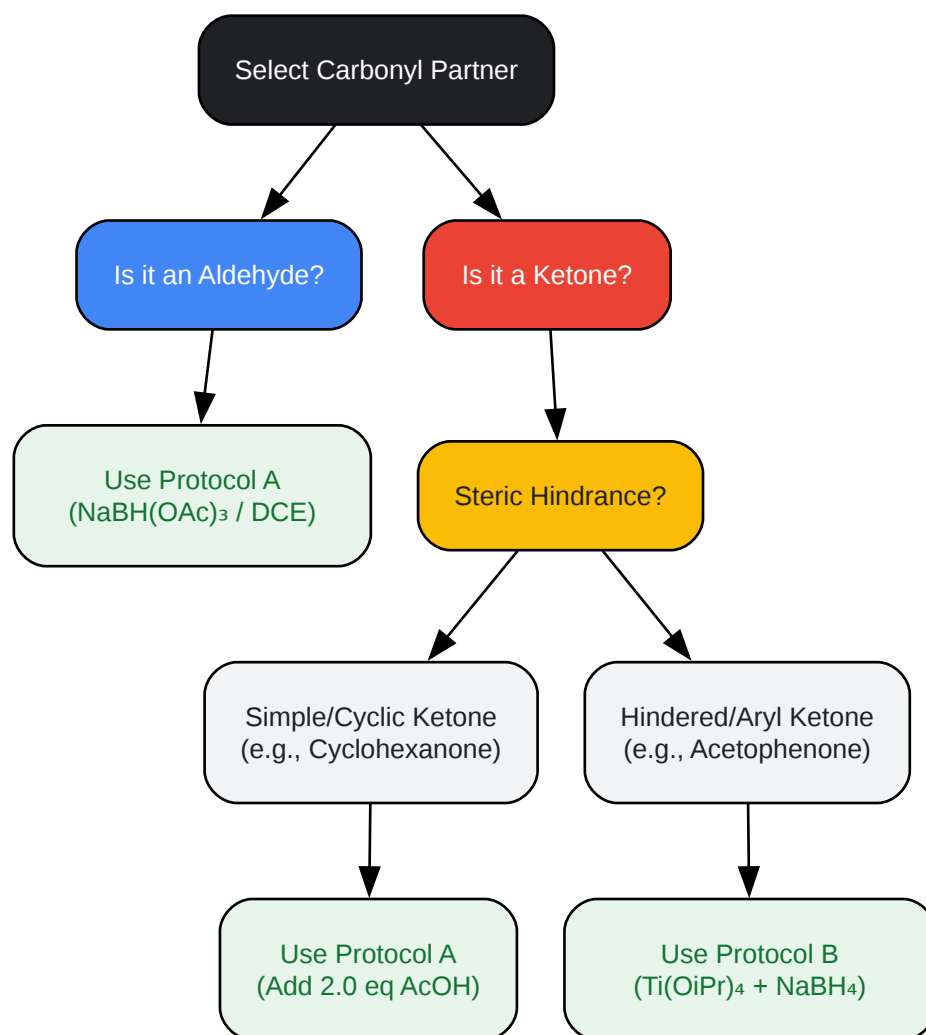 Select Carbonyl Partner
Is it an Aldehyde?
Is it a Ketone?
Use Protocol A
(NaBH(OAc)₃ / DCE)
Steric Hindrance?
Simple/Cyclic Ketone
(e.g., Cyclohexanone)
Hindered/Aryl Ketone
(e.g., Acetophenone)
Use Protocol A
(Add 2.0 eq AcOH)
Use Protocol B
(Ti(OiPr)₄ + NaBH₄)